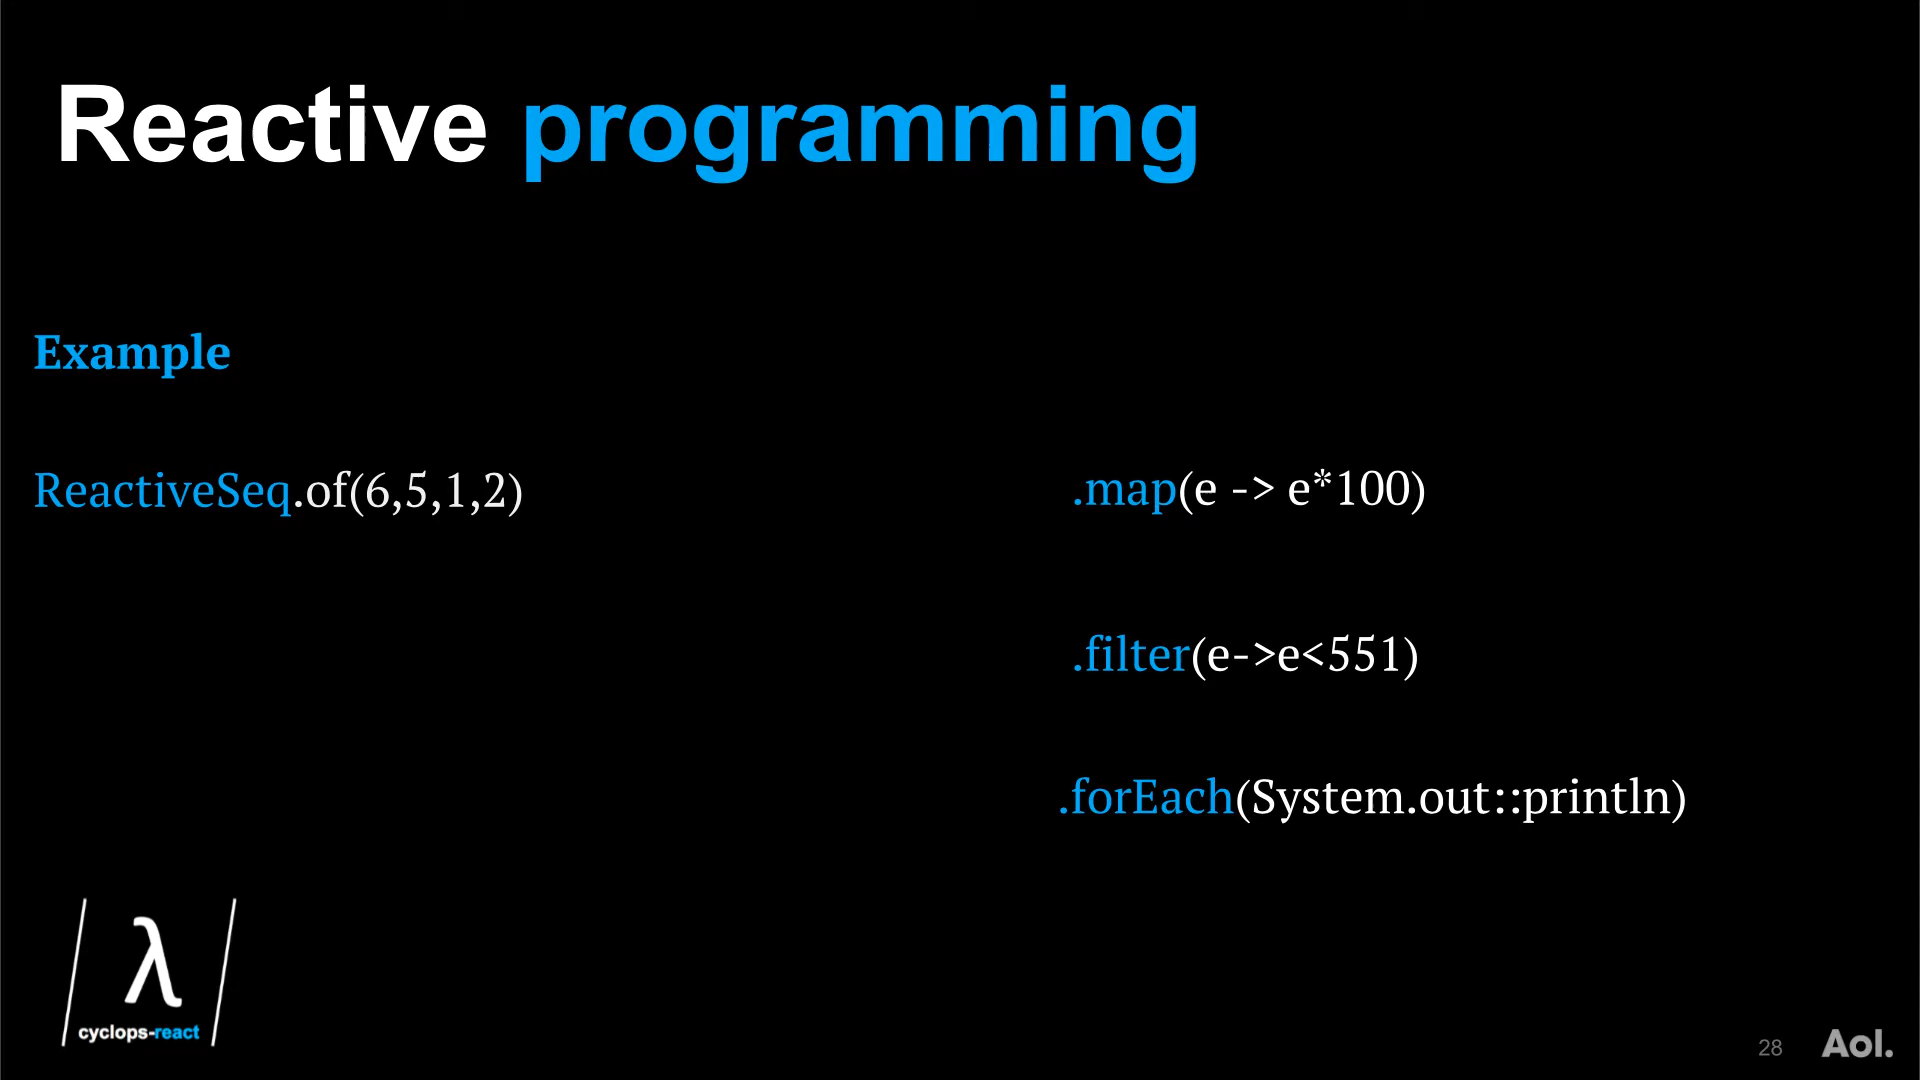 Reactive programming
Example
ReactiveSeq.of(6,5,1,2)
.map(e -> e*100)
.filter(e->e<551)
.forEach(System.out::println)
λ
cyclops-react
28
Aol.